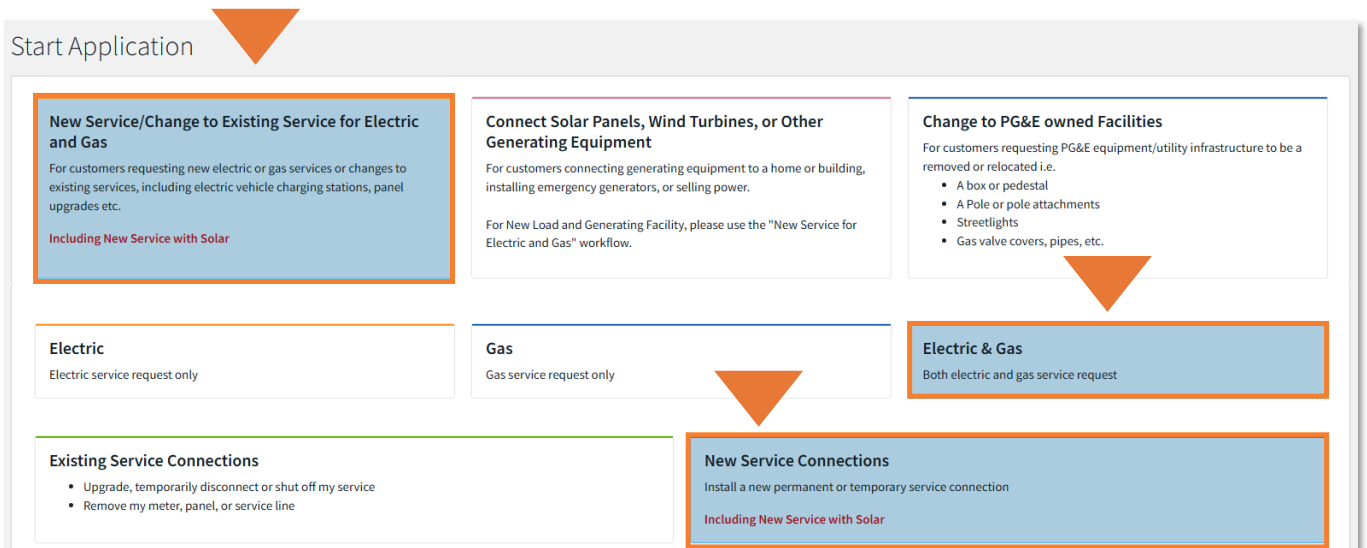 Start Application
New Service/Change to Existing Service for Electric
and Gas
For customers requesting new electric or gas services or changes to
existing services, including electric vehicle charging stations, panel
upgrades etc.
Including New Service with Solar
Connect Solar Panels, Wind Turbines, or Other
Generating Equipment
For customers connecting generating equipment to a home or building,
installing emergency generators, or selling power.
For New Load and Generating Facility, please use the "New Service for
Electric and Gas" workflow.
Change to PG&E owned Facilities
For customers requesting PG&E equipment/utility infrastructure to be a
removed or relocated i.e.
• A box or pedestal
• A Pole or pole attachments
• Streetlights
• Gas valve covers, pipes, etc.
Electric
Electric service request only
Gas
Gas service request only
Electric & Gas
Both electric and gas service request
Existing Service Connections
• Upgrade, temporarily disconnect or shut off my service
• Remove my meter, panel, or service line
New Service Connections
Install a new permanent or temporary service connection
Including New Service with Solar